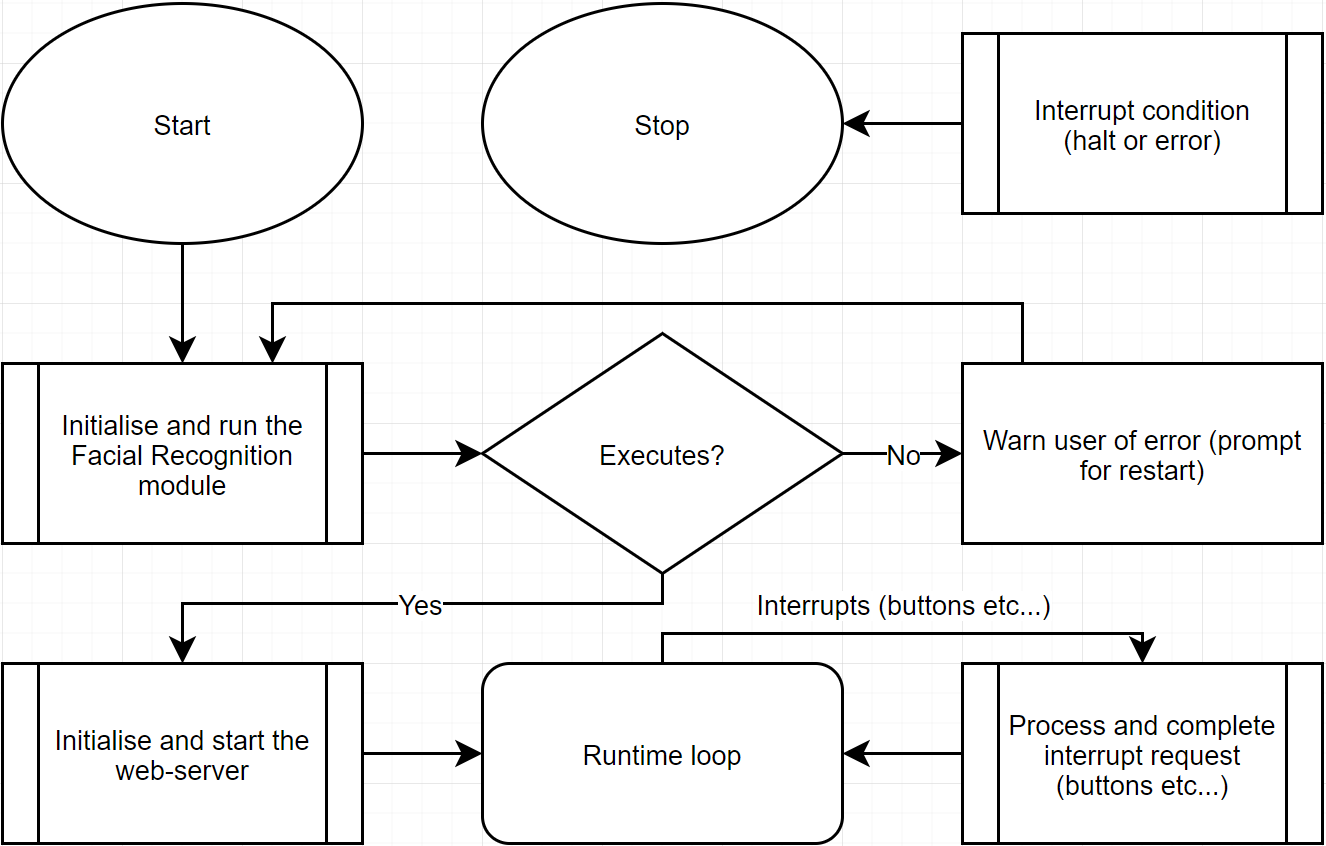 Start
Stop
Interrupt condition
(halt or error)
Initialise and run the
Facial Recognition
module
Executes?
No
Warn user of error (prompt
for restart)
Yes
Interrupts (buttons etc...)
Initialise and start the
web-server
Runtime loop
Process and complete
interrupt request
(buttons etc...)